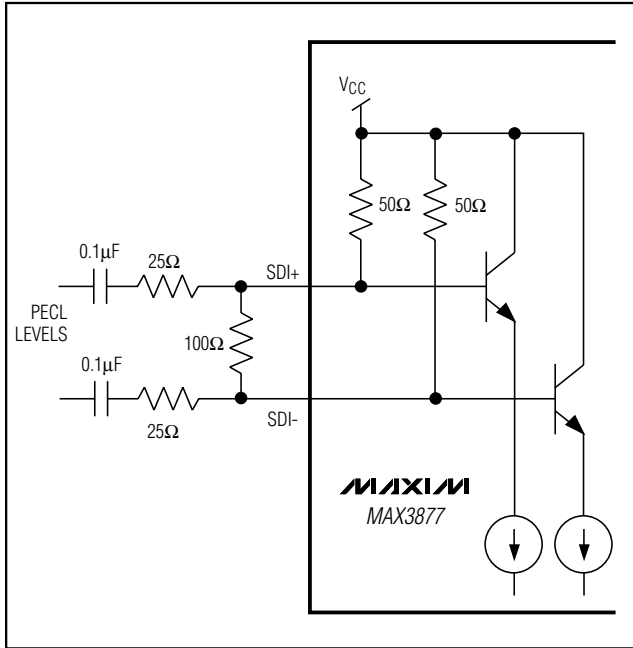 VCC
50Ω
50Ω
0.1µF
25Ω
SDI+
PECL
LEVELS
100Ω
0.1µF
25Ω
SDI-
MAXIM
MAX3877